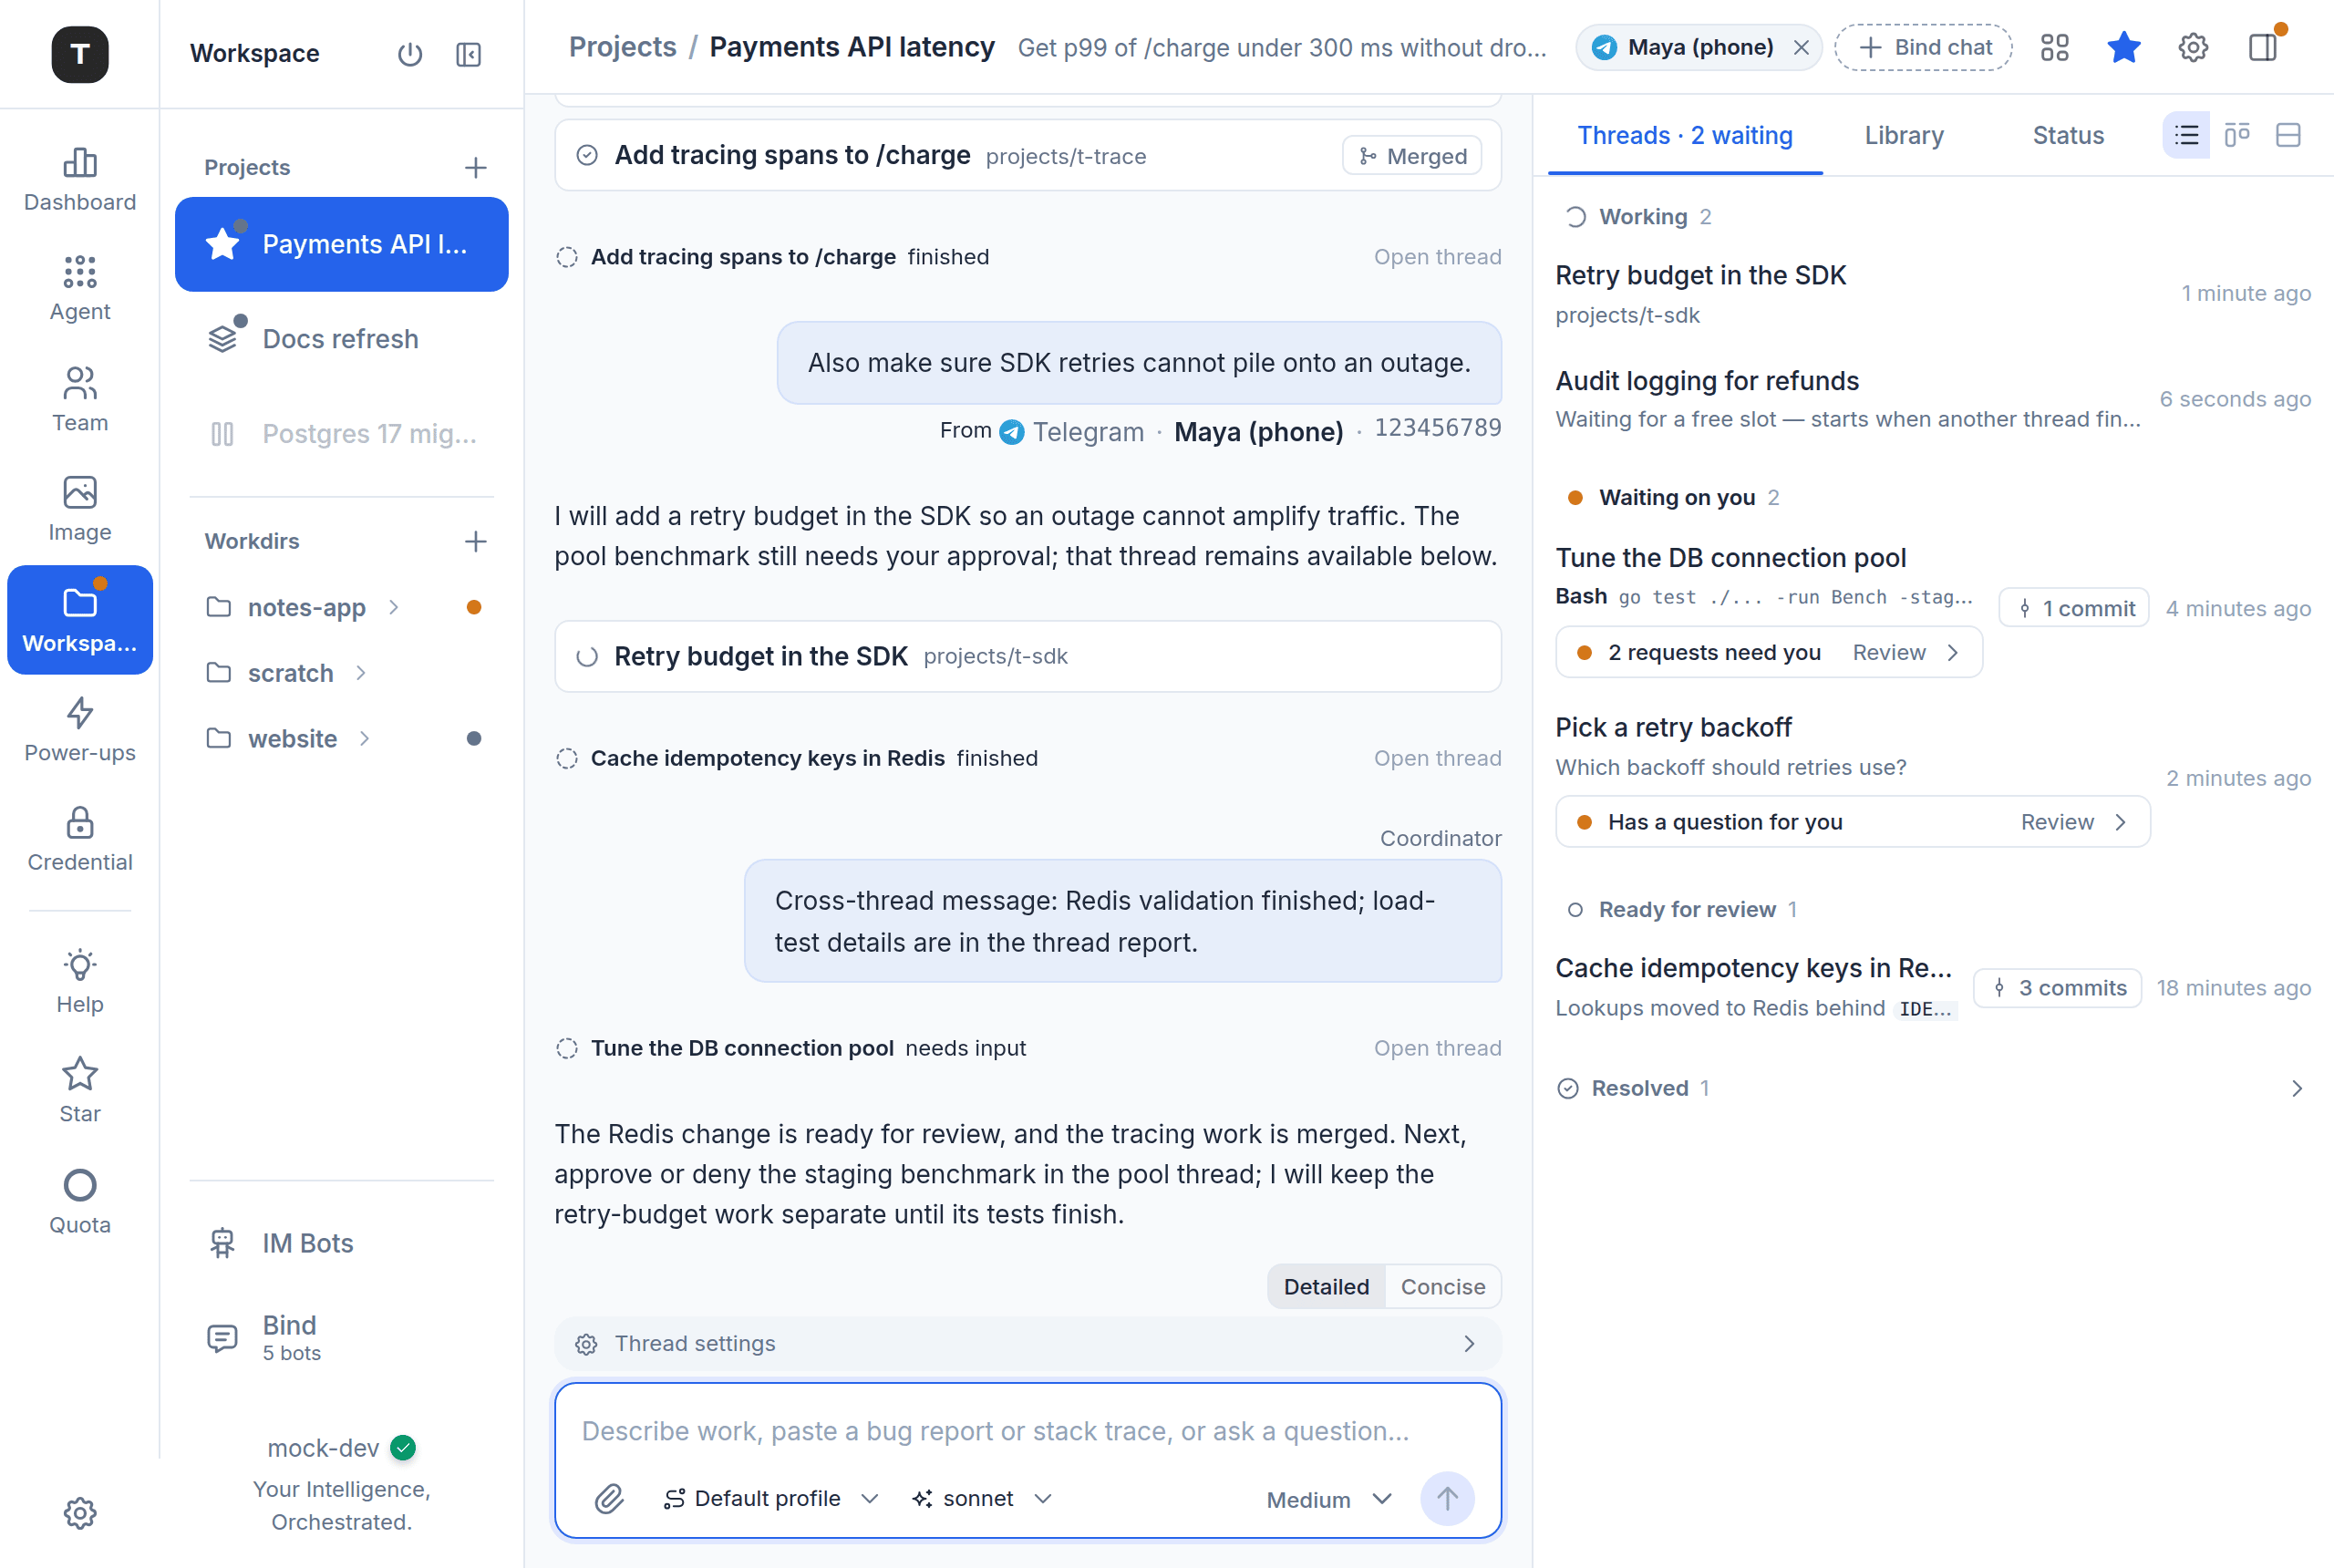 T
Dashboard
Agent
Team
Image
Workspa...
Power-ups
Credential
Help
Star
Quota
Workspace
Projects
Payments API l...
Docs refresh
Postgres 17 mig...
Workdirs
notes-app
scratch
website
IM Bots
Bind
5 bots
mock-dev
Your Intelligence,
Orchestrated.
Projects / Payments API latency Get p99 of /charge under 300 ms without dro...
Maya (phone)
Bind chat
Add tracing spans to /charge projects/t-trace Merged
Add tracing spans to /charge finished Open thread
Also make sure SDK retries cannot pile onto an outage.
From Telegram · Maya (phone) · 123456789
I will add a retry budget in the SDK so an outage cannot amplify traffic. The
pool benchmark still needs your approval; that thread remains available below.
Retry budget in the SDK projects/t-sdk
Cache idempotency keys in Redis finished Open thread
Coordinator
Cross-thread message: Redis validation finished; load-
test details are in the thread report.
Tune the DB connection pool needs input Open thread
The Redis change is ready for review, and the tracing work is merged. Next,
approve or deny the staging benchmark in the pool thread; I will keep the
retry-budget work separate until its tests finish.
Detailed Concise
Thread settings
Describe work, paste a bug report or stack trace, or ask a question...
Default profile sonnet Medium
Threads · 2 waiting Library Status
Working 2
Retry budget in the SDK
projects/t-sdk
1 minute ago
Audit logging for refunds
Waiting for a free slot — starts when another thread fin...
6 seconds ago
Waiting on you 2
Tune the DB connection pool
Bash go test ./... -run Bench -stag...
1 commit 4 minutes ago
2 requests need you Review
Pick a retry backoff
Which backoff should retries use?
2 minutes ago
Has a question for you Review
Ready for review 1
Cache idempotency keys in Re...
Lookups moved to Redis behind IDE...
3 commits 18 minutes ago
Resolved 1